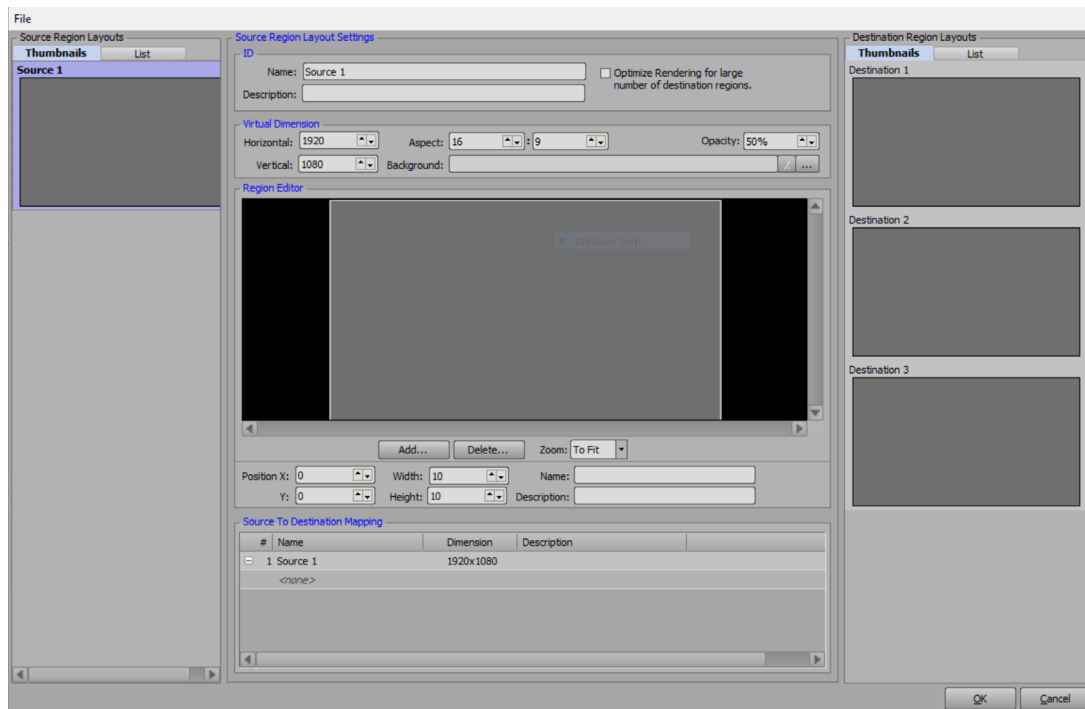 File
Source Region Layouts
Thumbnails List
Source 1
Source Region Layout Settings
ID
Name: Source 1
Optimize Rendering for large
number of destination regions.
Description:
Virtual Dimension
Horizontal: 1920 Aspect: 16 : 9 Opacity: 50%
Vertical: 1080 Background: X ...
Region Editor
Window Snip
Add... Delete... Zoom: To Fit
Position X: 0 Width: 10 Name:
Y: 0 Height: 10 Description:
Source To Destination Mapping
# Name Dimension Description
1 Source 1 1920x1080
<none>
Destination Region Layouts
Thumbnails List
Destination 1
Destination 2
Destination 3
OK Cancel